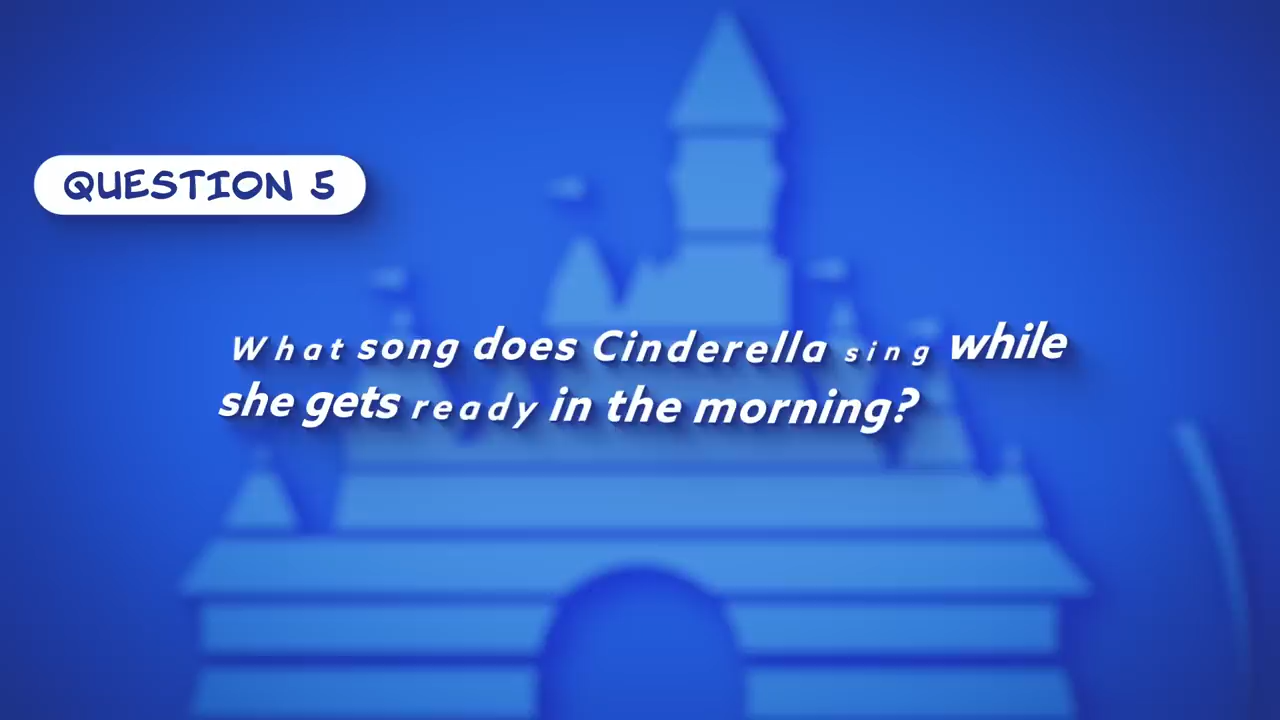 QUESTION 5
What song does Cinderella sing while
she gets ready in the morning?